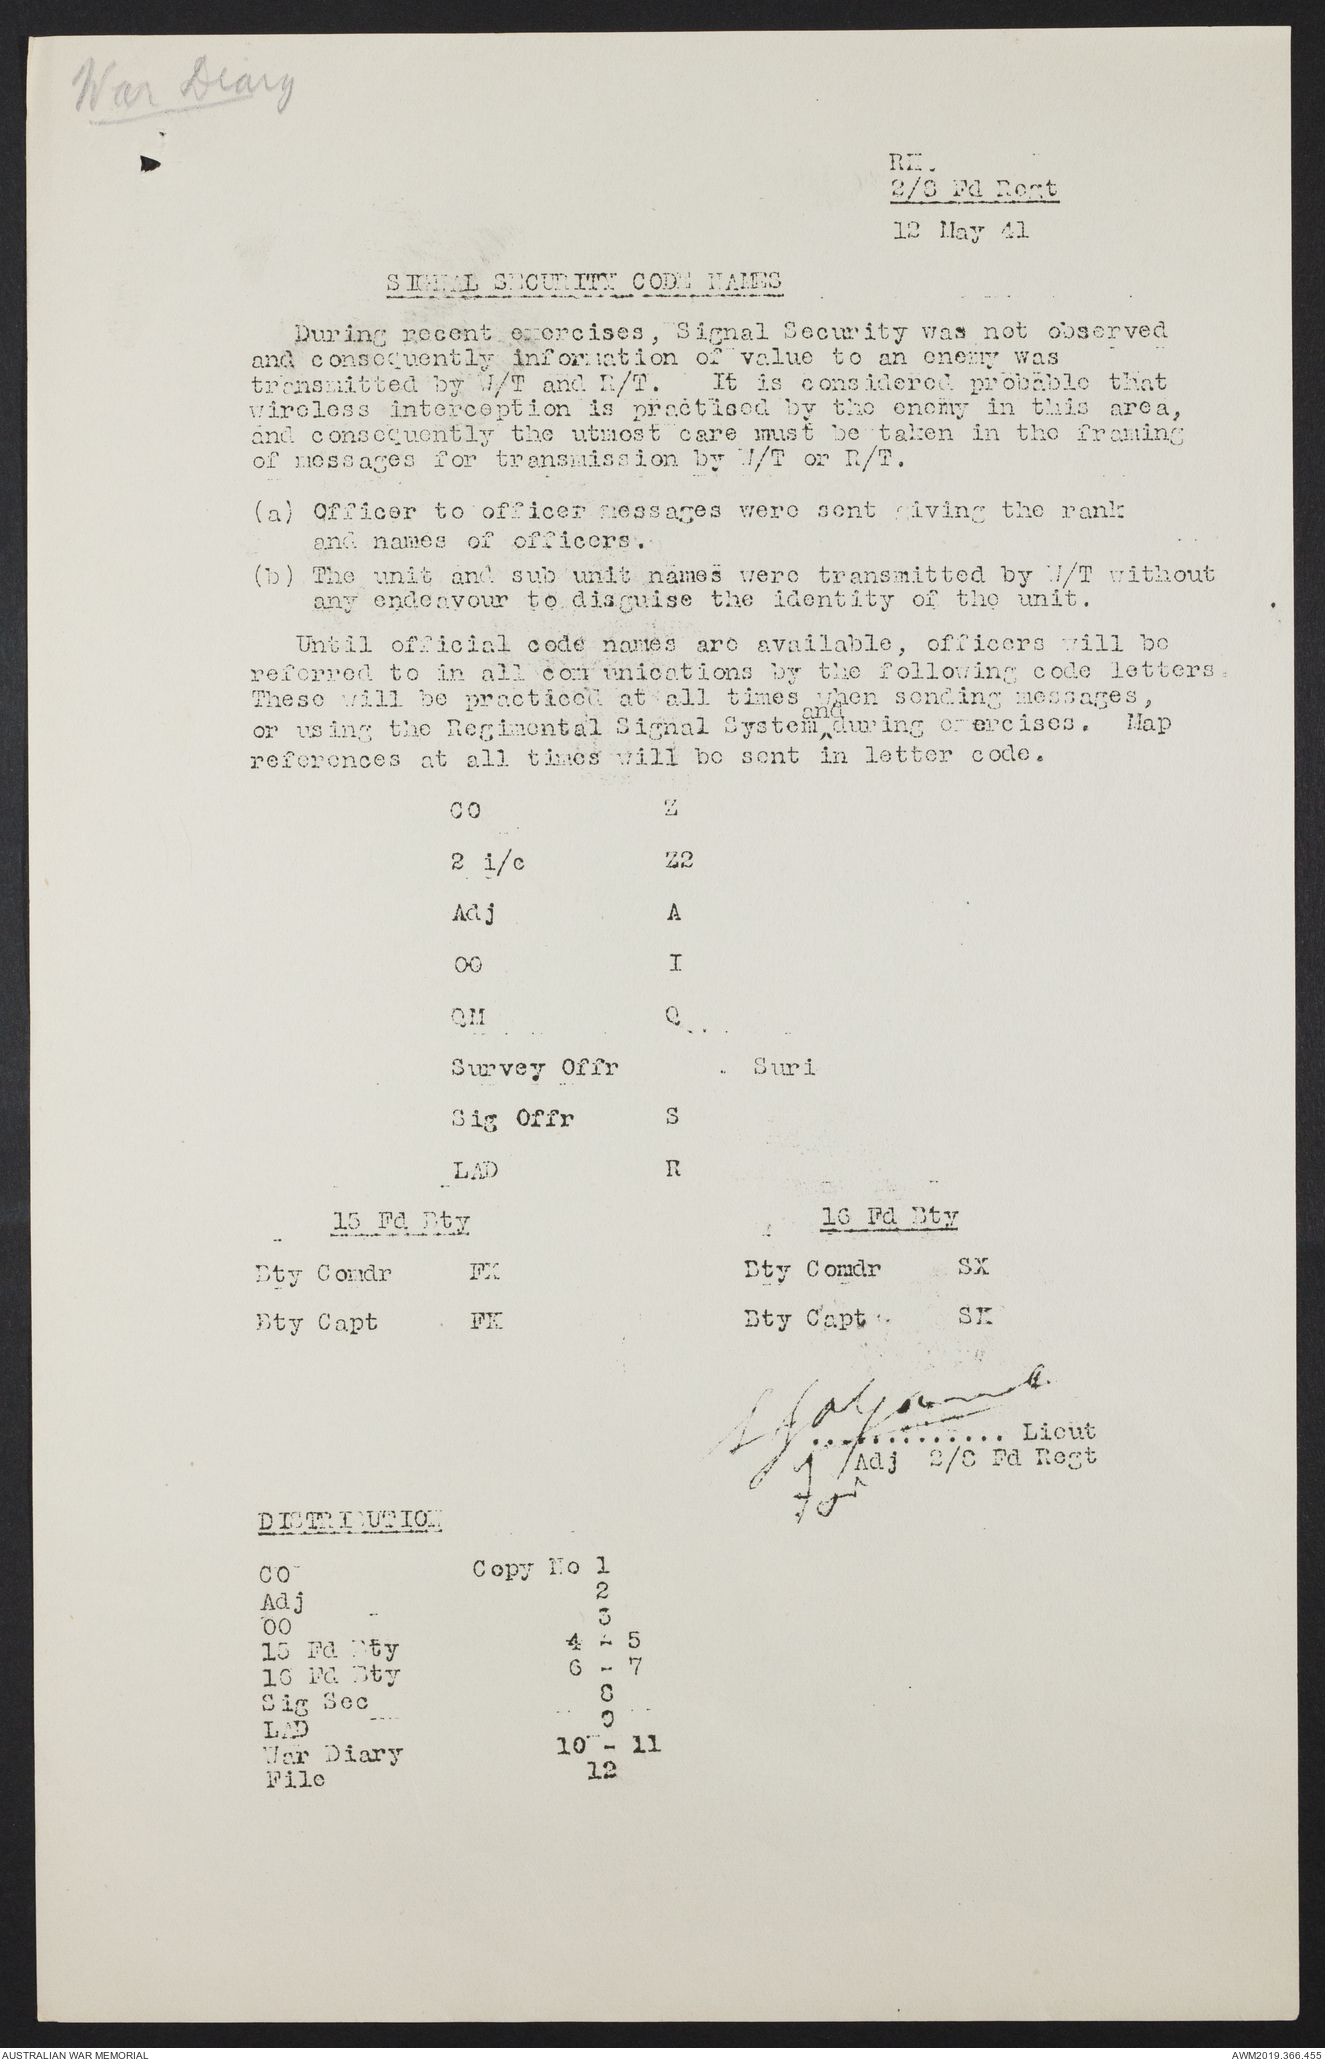 War Diary
2/8 Fd Regt
12 May 41
SIGNAL SECURITY CODE NAMES
During recent exercises, Signal Security was not observed
and consequently information of value to an enemy was
transmitted by W/T and R/T. It is considered probable that
wireless interception is practised by the enemy in this area,
and consequently the utmost care must be taken in the framing
of messages for transmission by W/T or R/T.
(a) Officer to officer messages were sent giving the rank
and names of officers.
(b) The unit and sub unit names were transmitted by W/T without
any endeavour to disguise the identity of the unit.
Until official code names are available, officers will be
referred to in all communications by the following code letters.
These will be practiced at all times when sending messages,
or using the Regimental Signal System and during exercises. Map
references at all times will be sent in letter code.
CO Z
2 i/c Z2
Adj A
OO I
QM Q
Survey Offr Suri
Sig Offr S
LAD R
15 Fd Bty 16 Fd Bty
Bty Comdr FX Bty Comdr SX
Bty Capt FK Bty Capt SK
............. Lieut
for Adj 2/8 Fd Regt
DISTRIBUTION
CO Copy No 1
Adj 2
OO 3
15 Fd Bty 4 - 5
16 Fd Bty 6 - 7
Sig Sec 8
LAD 9
War Diary 10 - 11
File 12
AUSTRALIAN WAR MEMORIAL AWM2019.366.455